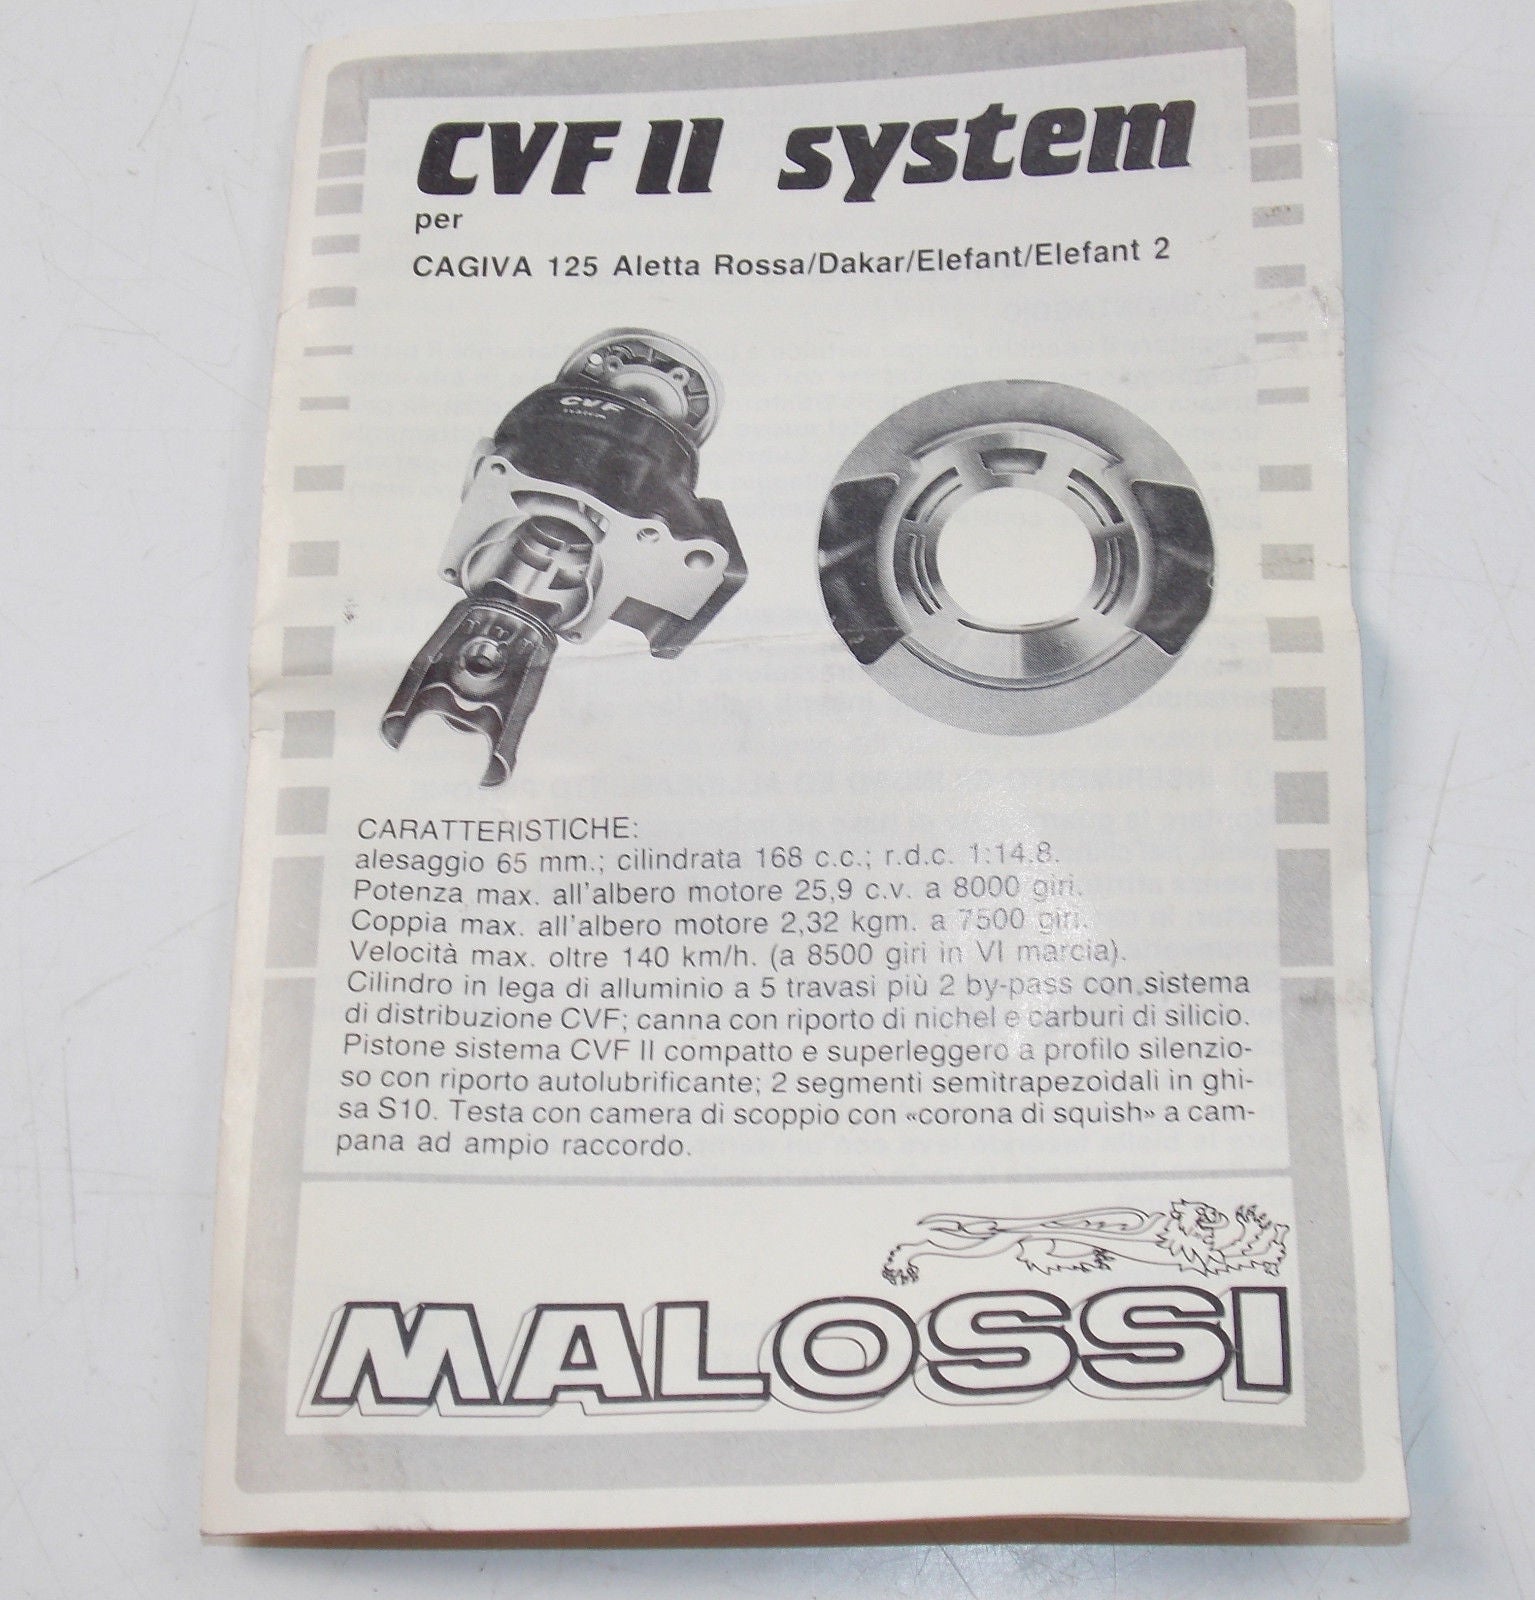 CVF II system
per
CAGIVA 125 Aletta Rossa/Dakar/Elefant/Elefant 2
CVF
system
CARATTERISTICHE:
alesaggio 65 mm.; cilindrata 168 c.c.; r.d.c. 1:14.8.
Potenza max. all'albero motore 25,9 c.v. a 8000 giri.
Coppia max. all'albero motore 2,32 kgm. a 7500 giri.
Velocità max. oltre 140 km/h. (a 8500 giri in VI marcia).
Cilindro in lega di alluminio a 5 travasi più 2 by-pass con sistema
di distribuzione CVF; canna con riporto di nichel e carburi di silicio.
Pistone sistema CVF II compatto e superleggero a profilo silenzio-
so con riporto autolubrificante; 2 segmenti semitrapezoidali in ghi-
sa S10. Testa con camera di scoppio con «corona di squish» a cam-
pana ad ampio raccordo.
MALOSSI